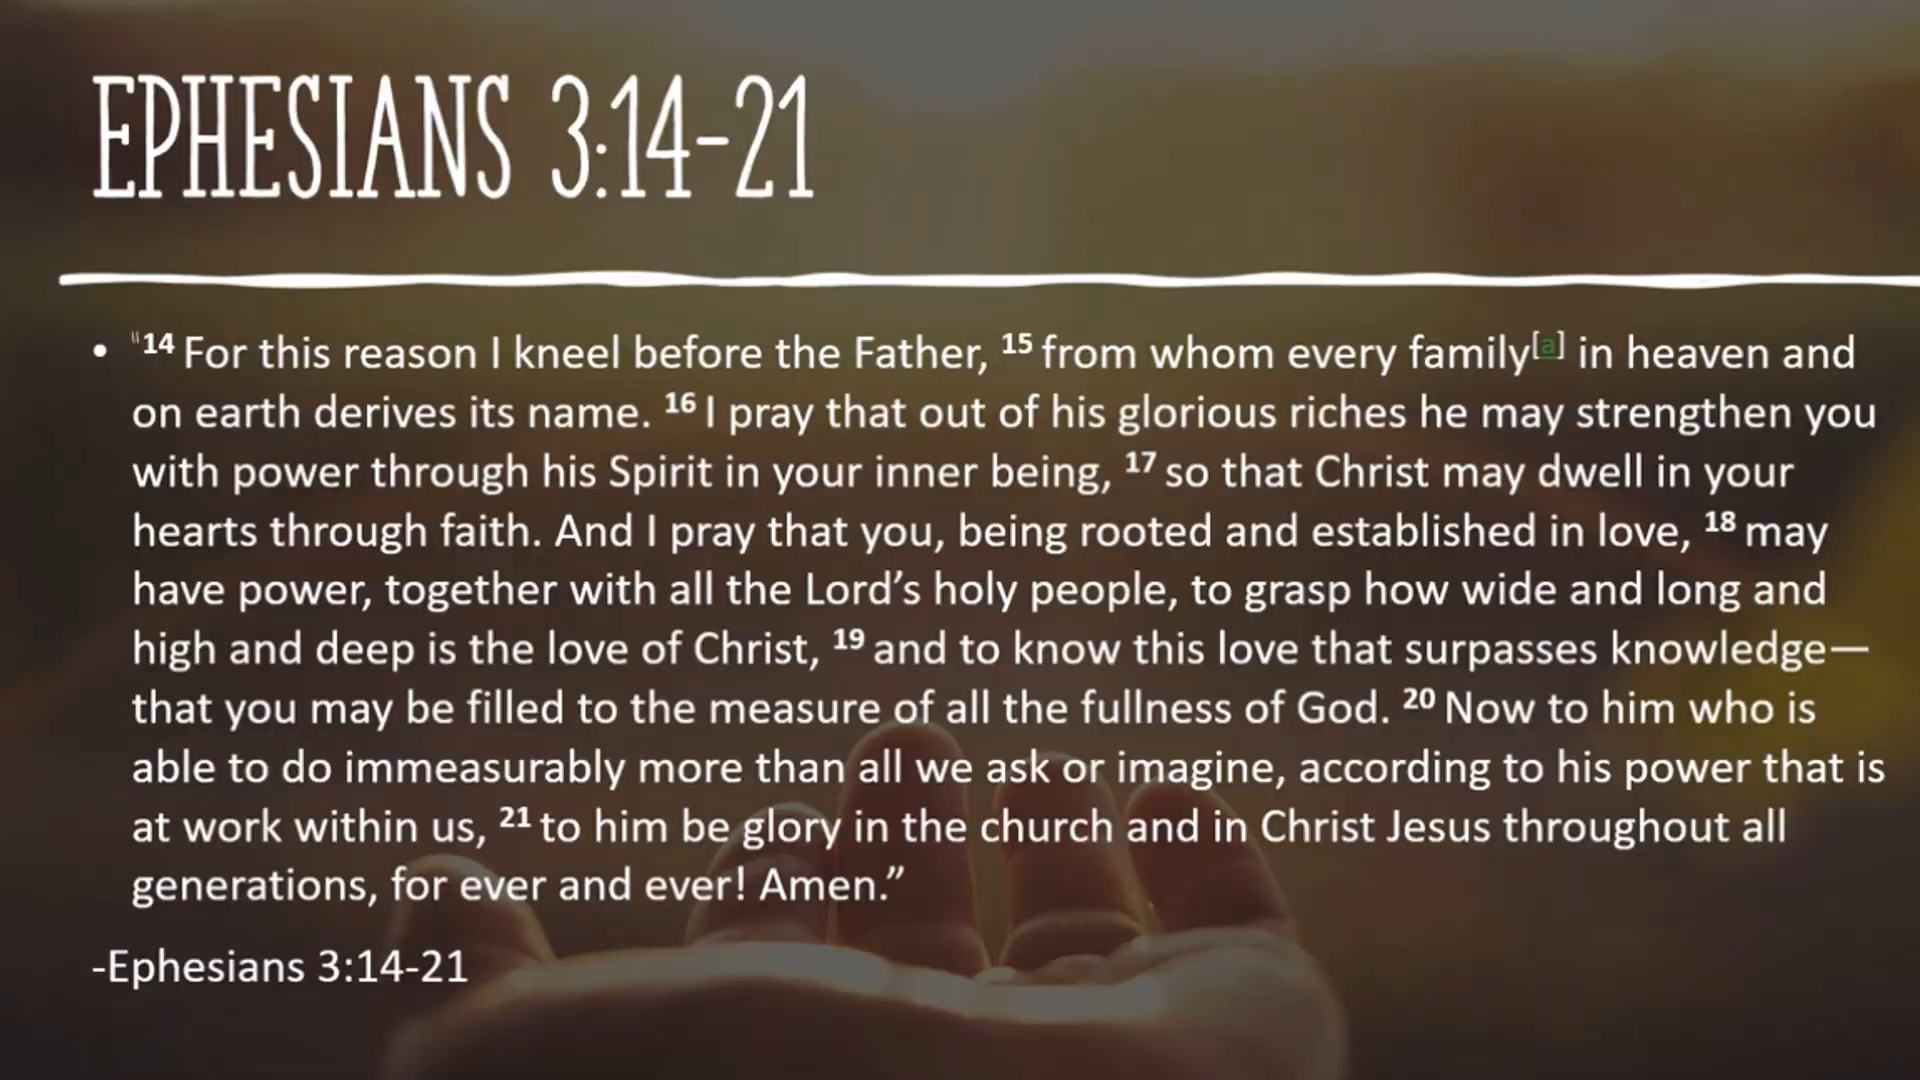 EPHESIANS 3:14-21
• "14 For this reason I kneel before the Father, 15 from whom every family[a] in heaven and
on earth derives its name. 16 I pray that out of his glorious riches he may strengthen you
with power through his Spirit in your inner being, 17 so that Christ may dwell in your
hearts through faith. And I pray that you, being rooted and established in love, 18 may
have power, together with all the Lord’s holy people, to grasp how wide and long and
high and deep is the love of Christ, 19 and to know this love that surpasses knowledge—
that you may be filled to the measure of all the fullness of God. 20 Now to him who is
able to do immeasurably more than all we ask or imagine, according to his power that is
at work within us, 21 to him be glory in the church and in Christ Jesus throughout all
generations, for ever and ever! Amen.”
-Ephesians 3:14-21